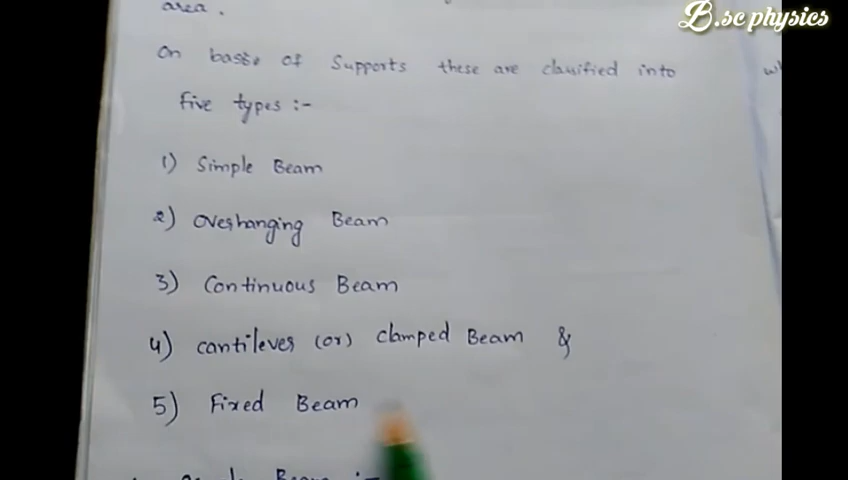 area.
B.sc physics
On basis of Supports these are classified into
five types :-
1) Simple Beam
2) Overhanging Beam
3) Continuous Beam
4) cantilever (or) clamped Beam &
5) Fixed Beam
Beam :-